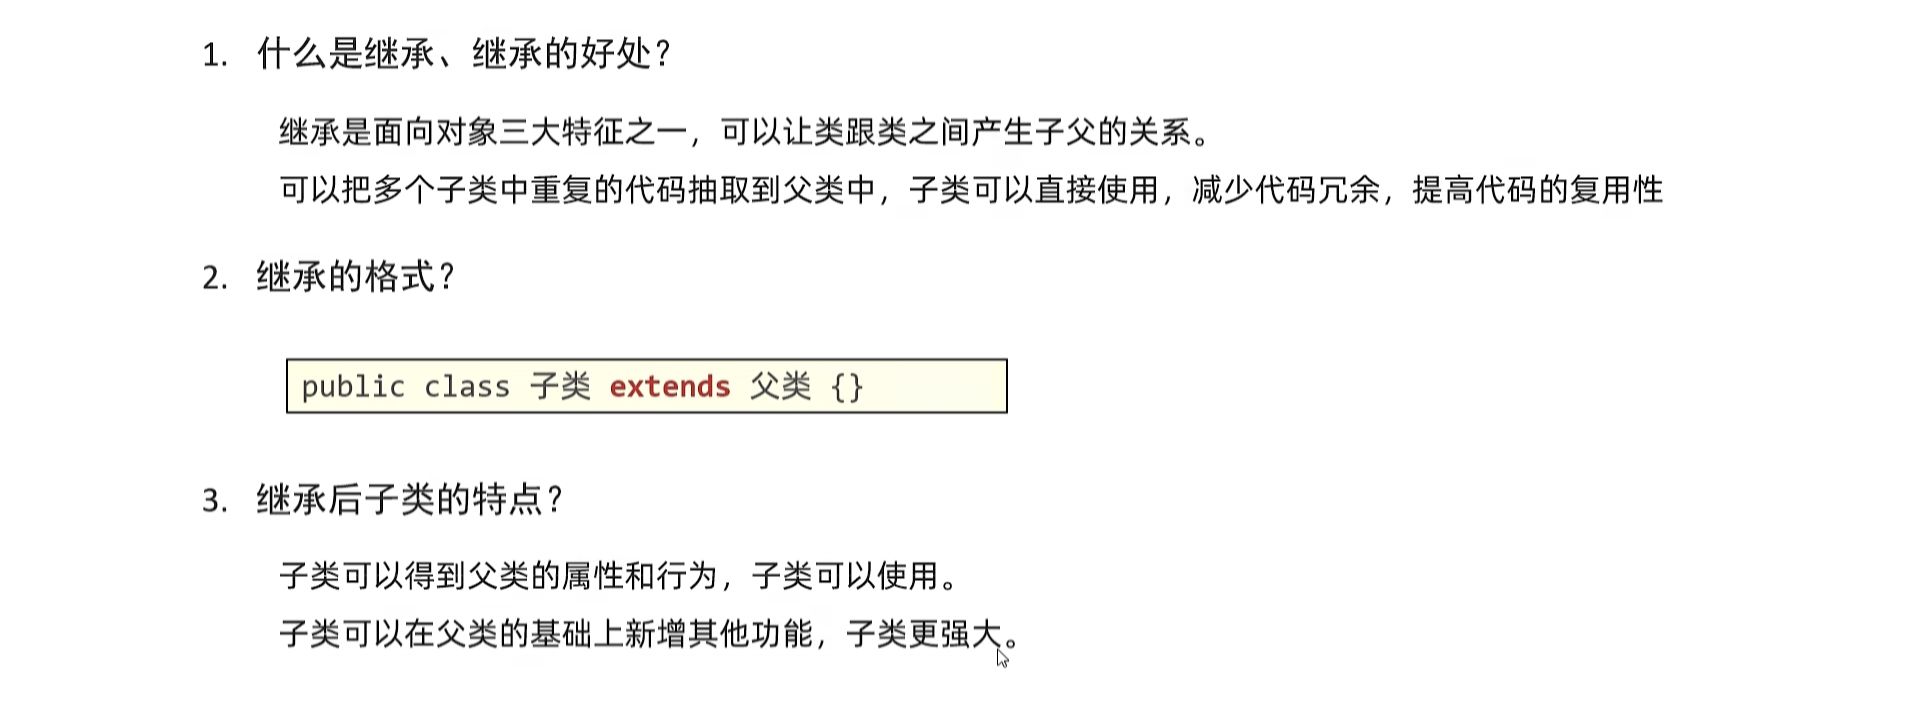 1. 什么是继承、继承的好处？
继承是面向对象三大特征之一，可以让类跟类之间产生子父的关系。
可以把多个子类中重复的代码抽取到父类中，子类可以直接使用，减少代码冗余，提高代码的复用性
2. 继承的格式？
public class 子类 extends 父类 {}
3. 继承后子类的特点？
子类可以得到父类的属性和行为，子类可以使用。
子类可以在父类的基础上新增其他功能，子类更强大。